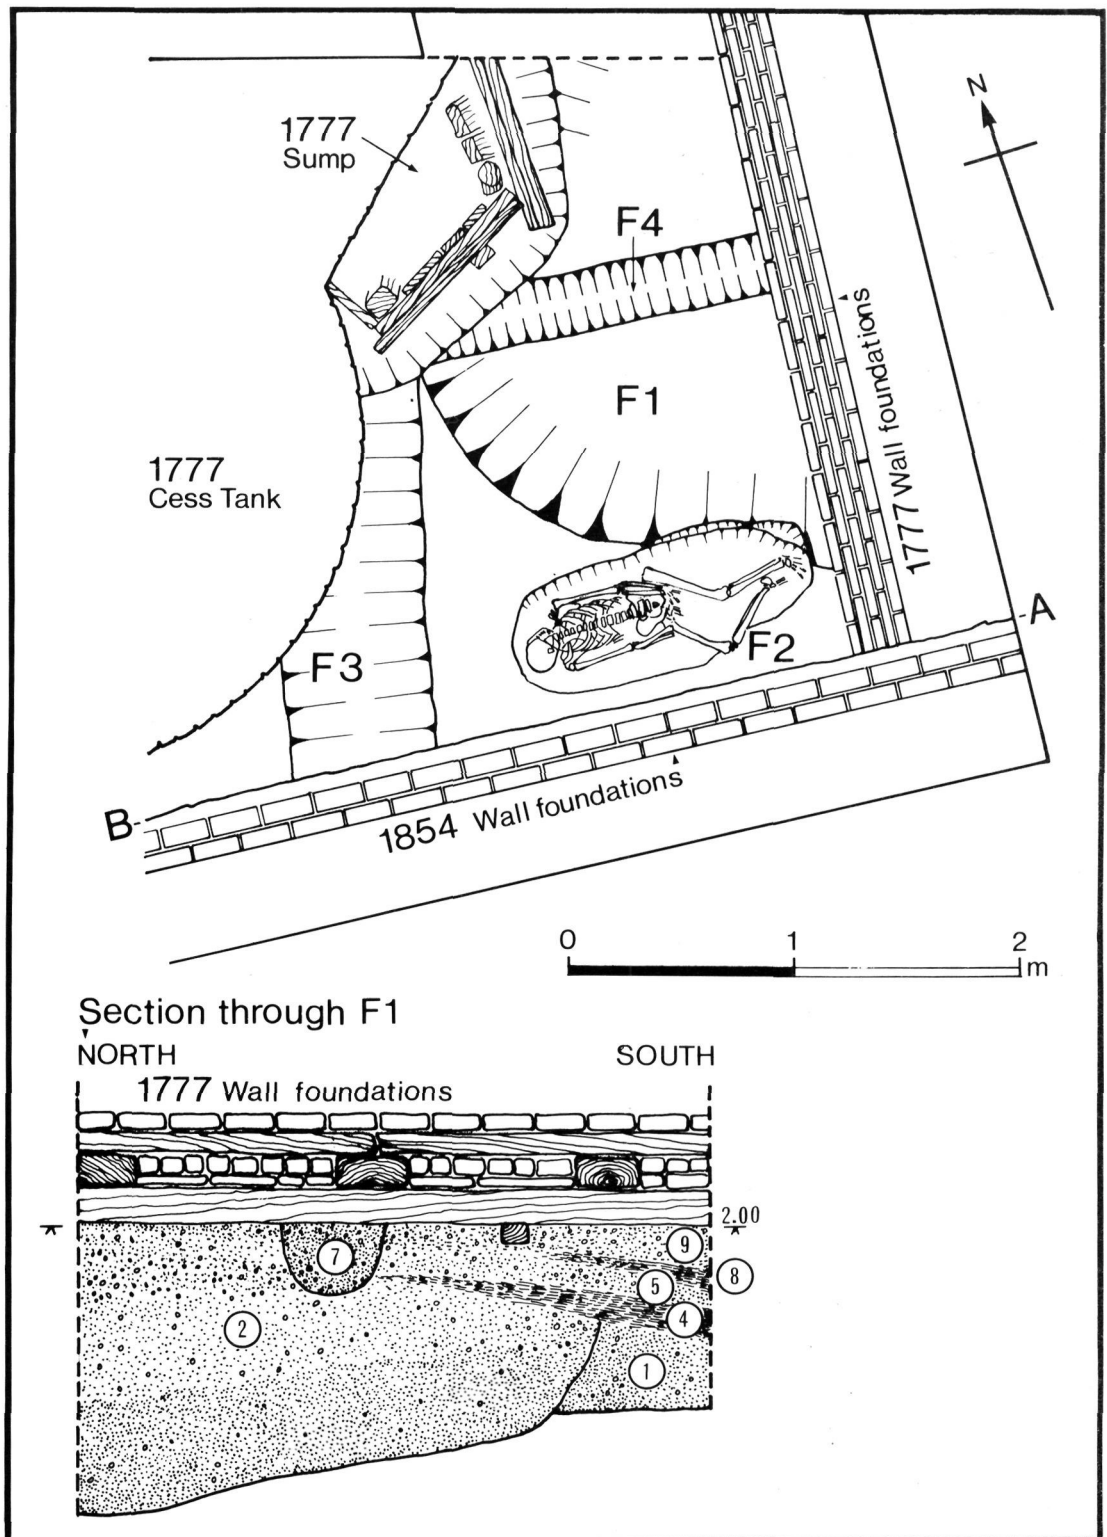 N
1777
Sump
F4
F1
1777 Wall foundations
1777
Cess Tank
A
F2
F3
B
1854 Wall foundations
0 1 2
m
Section through F1
NORTH SOUTH
1777 Wall foundations
2.00
9
7
8
5
4
2
1